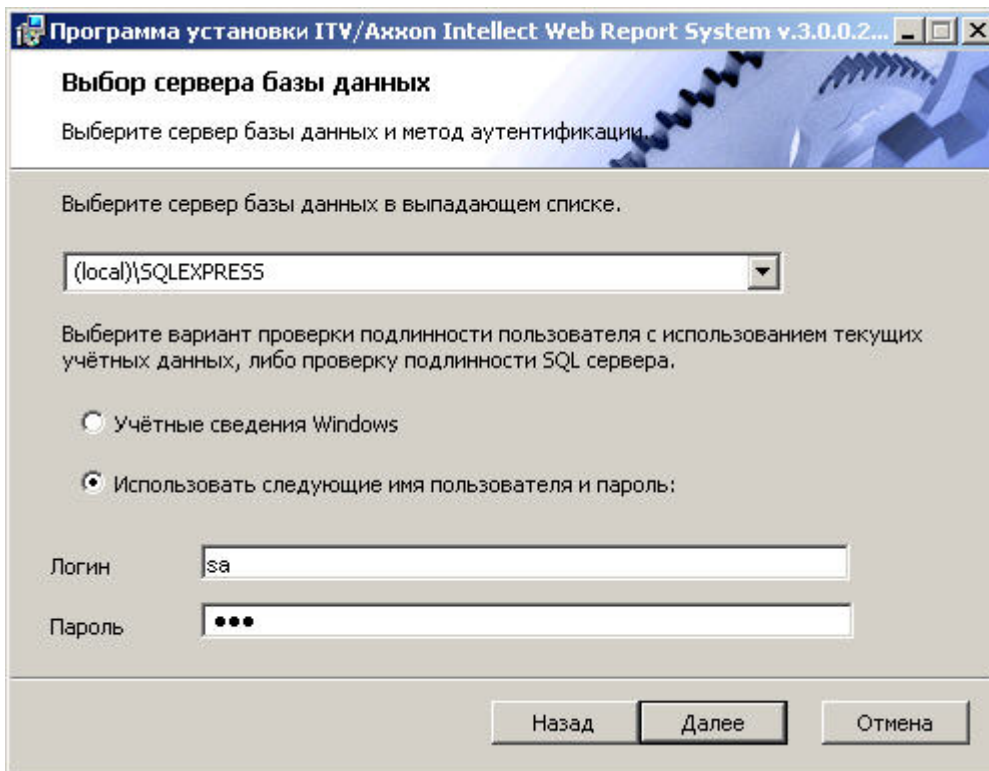 Программа установки ITV/Axxon Intellect Web Report System v.3.0.0.2...
Выбор сервера базы данных
Выберите сервер базы данных и метод аутентификации.
Выберите сервер базы данных в выпадающем списке.
(local)\SQLEXPRESS
Выберите вариант проверки подлинности пользователя с использованием текущих
учётных данных, либо проверку подлинности SQL сервера.
Учётные сведения Windows
Использовать следующие имя пользователя и пароль:
Логин
sa
Пароль
•••
Назад
Далее
Отмена